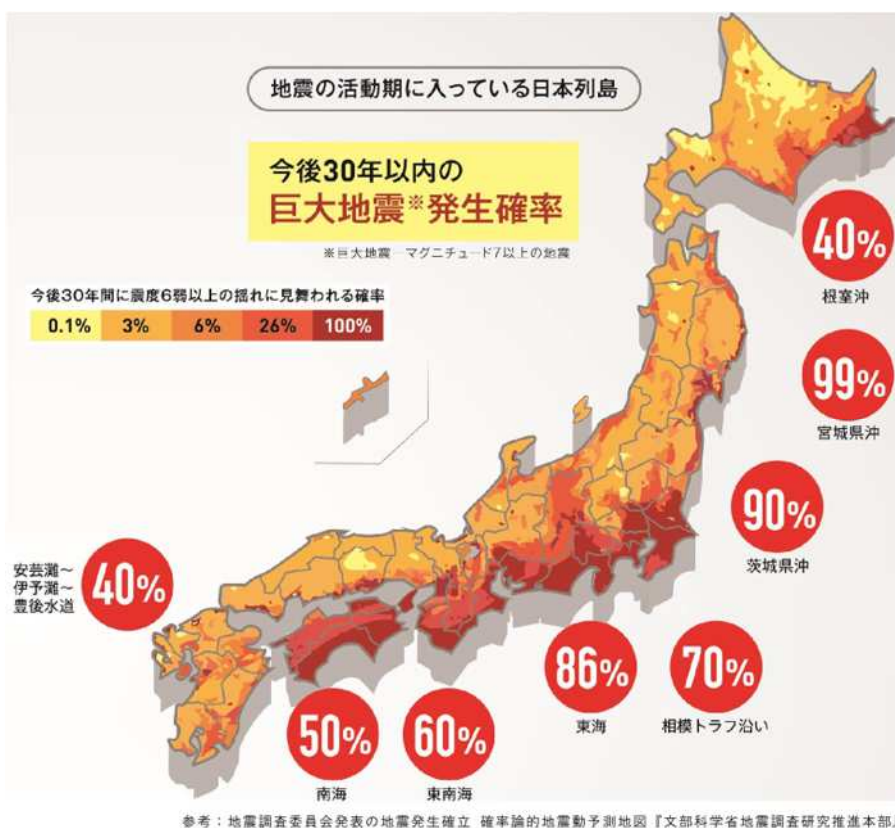 地震の活動期に入っている日本列島
今後30年以内の
巨大地震※発生確率
※巨大地震…マグニチュード7以上の地震
今後30年間に震度6弱以上の揺れに見舞われる確率
0.1% 3% 6% 26% 100%
40%
根室沖
99%
宮城県沖
90%
茨城県沖
安芸灘〜
伊予灘〜
豊後水道
40%
86%
東海
70%
相模トラフ沿い
50%
南海
60%
東南海
参考：地震調査委員会発表の地震発生確立 確率論的地震動予測地図『文部科学省地震調査研究推進本部